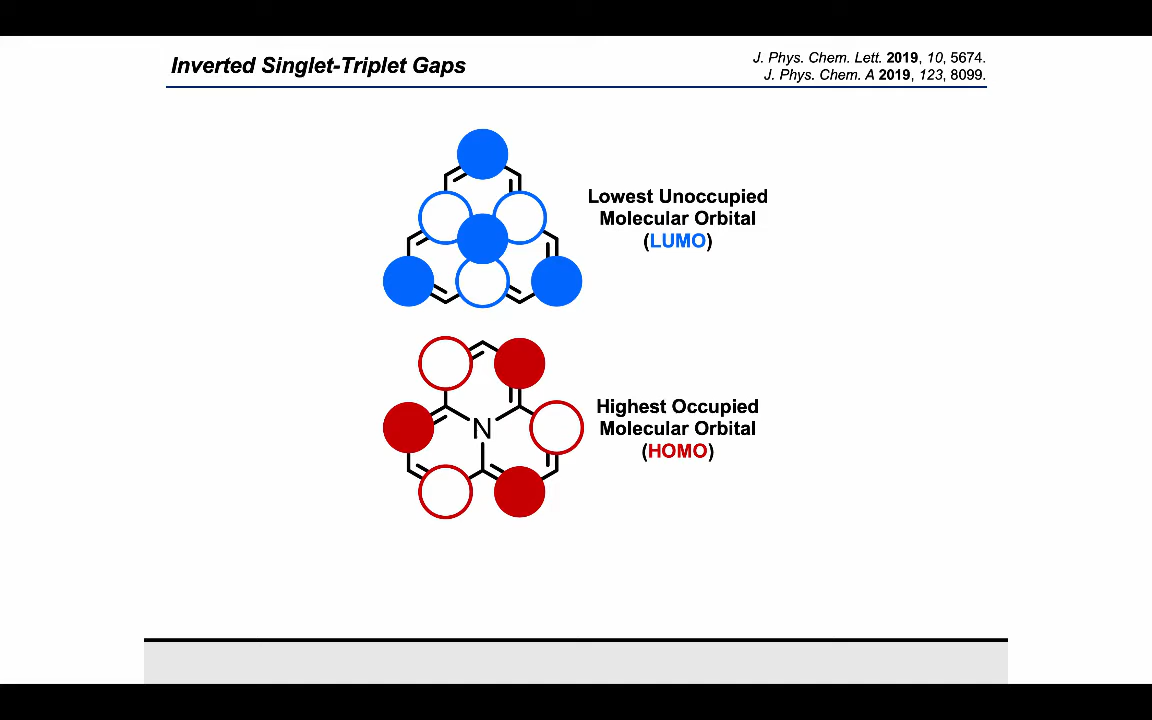 Inverted Singlet-Triplet Gaps
J. Phys. Chem. Lett. 2019, 10, 5674.
J. Phys. Chem. A 2019, 123, 8099.
Lowest Unoccupied
Molecular Orbital
(LUMO)
N
Highest Occupied
Molecular Orbital
(HOMO)